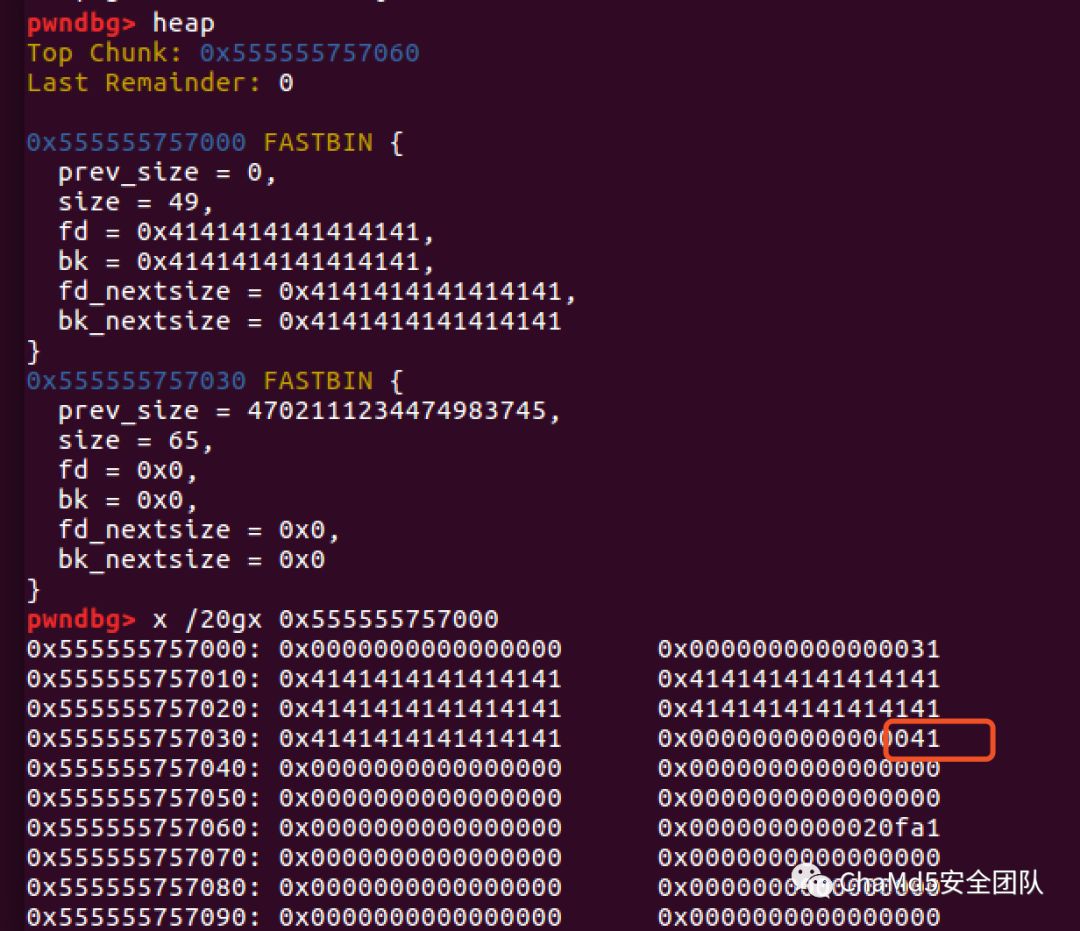 pwndbg> heap
Top Chunk: 0x555555757060
Last Remainder: 0

0x555555757000 FASTBIN {
  prev_size = 0,
  size = 49,
  fd = 0x4141414141414141,
  bk = 0x4141414141414141,
  fd_nextsize = 0x4141414141414141,
  bk_nextsize = 0x4141414141414141
}
0x555555757030 FASTBIN {
  prev_size = 4702111234474983745,
  size = 65,
  fd = 0x0,
  bk = 0x0,
  fd_nextsize = 0x0,
  bk_nextsize = 0x0
}
pwndbg> x /20gx 0x555555757000
0x555555757000: 0x0000000000000000 0x0000000000000031
0x555555757010: 0x4141414141414141 0x4141414141414141
0x555555757020: 0x4141414141414141 0x4141414141414141
0x555555757030: 0x4141414141414141 0x0000000000000041
0x555555757040: 0x0000000000000000 0x0000000000000000
0x555555757050: 0x0000000000000000 0x0000000000000000
0x555555757060: 0x0000000000000000 0x0000000000020fa1
0x555555757070: 0x0000000000000000 0x0000000000000000
0x555555757080: 0x0000000000000000 0x0000000000000000
0x555555757090: 0x0000000000000000 0x0000000000000000
ChaMd5安全团队